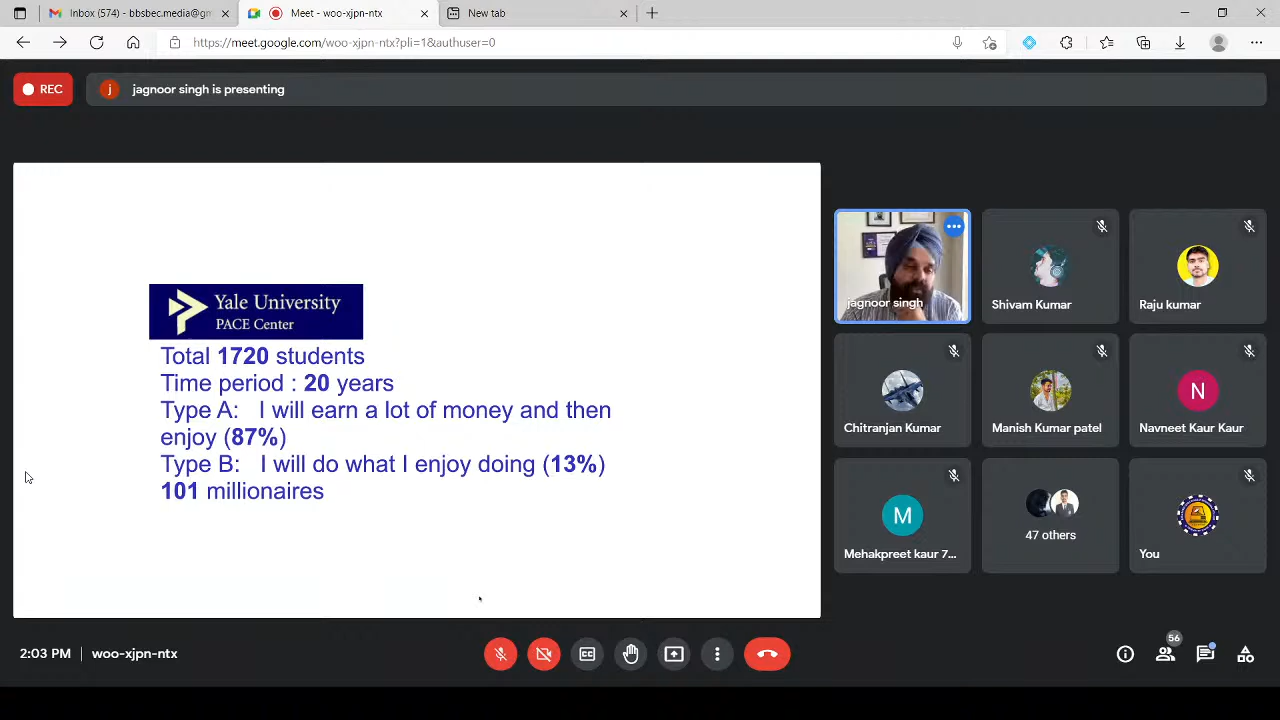 Inbox (574) - bbsbec.media@gm
Meet - woo-xjpn-ntx
New tab
https://meet.google.com/woo-xjpn-ntx?pli=1&authuser=0
REC
j
jagnoor singh is presenting
Yale University
PACE Center
Total 1720 students
Time period : 20 years
Type A: I will earn a lot of money and then
enjoy (87%)
Type B: I will do what I enjoy doing (13%)
101 millionaires
jagnoor singh
Shivam Kumar
Raju kumar
Chitranjan Kumar
Manish Kumar patel
N
Navneet Kaur Kaur
M
Mehakpreet kaur 7...
47 others
You
2:03 PM
woo-xjpn-ntx
56